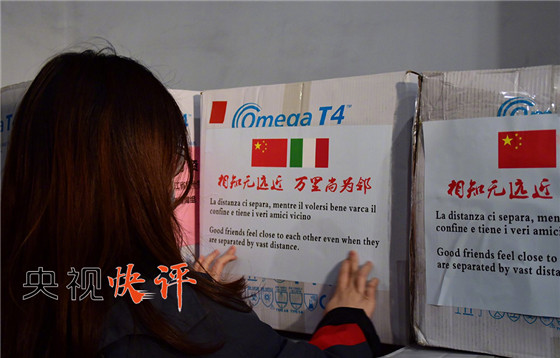 Omega T4™
相知无远近 万里尚为邻
La distanza ci separa, mentre il volersi bene varca il
confine e tiene i veri amici vicino
Good friends feel close to each other even when they
are separated by vast distance.
相知无远近
La distanza ci separa, mentre
confine e tiene i veri amici
Good friends feel close to
are separated by vast dista
央视快评